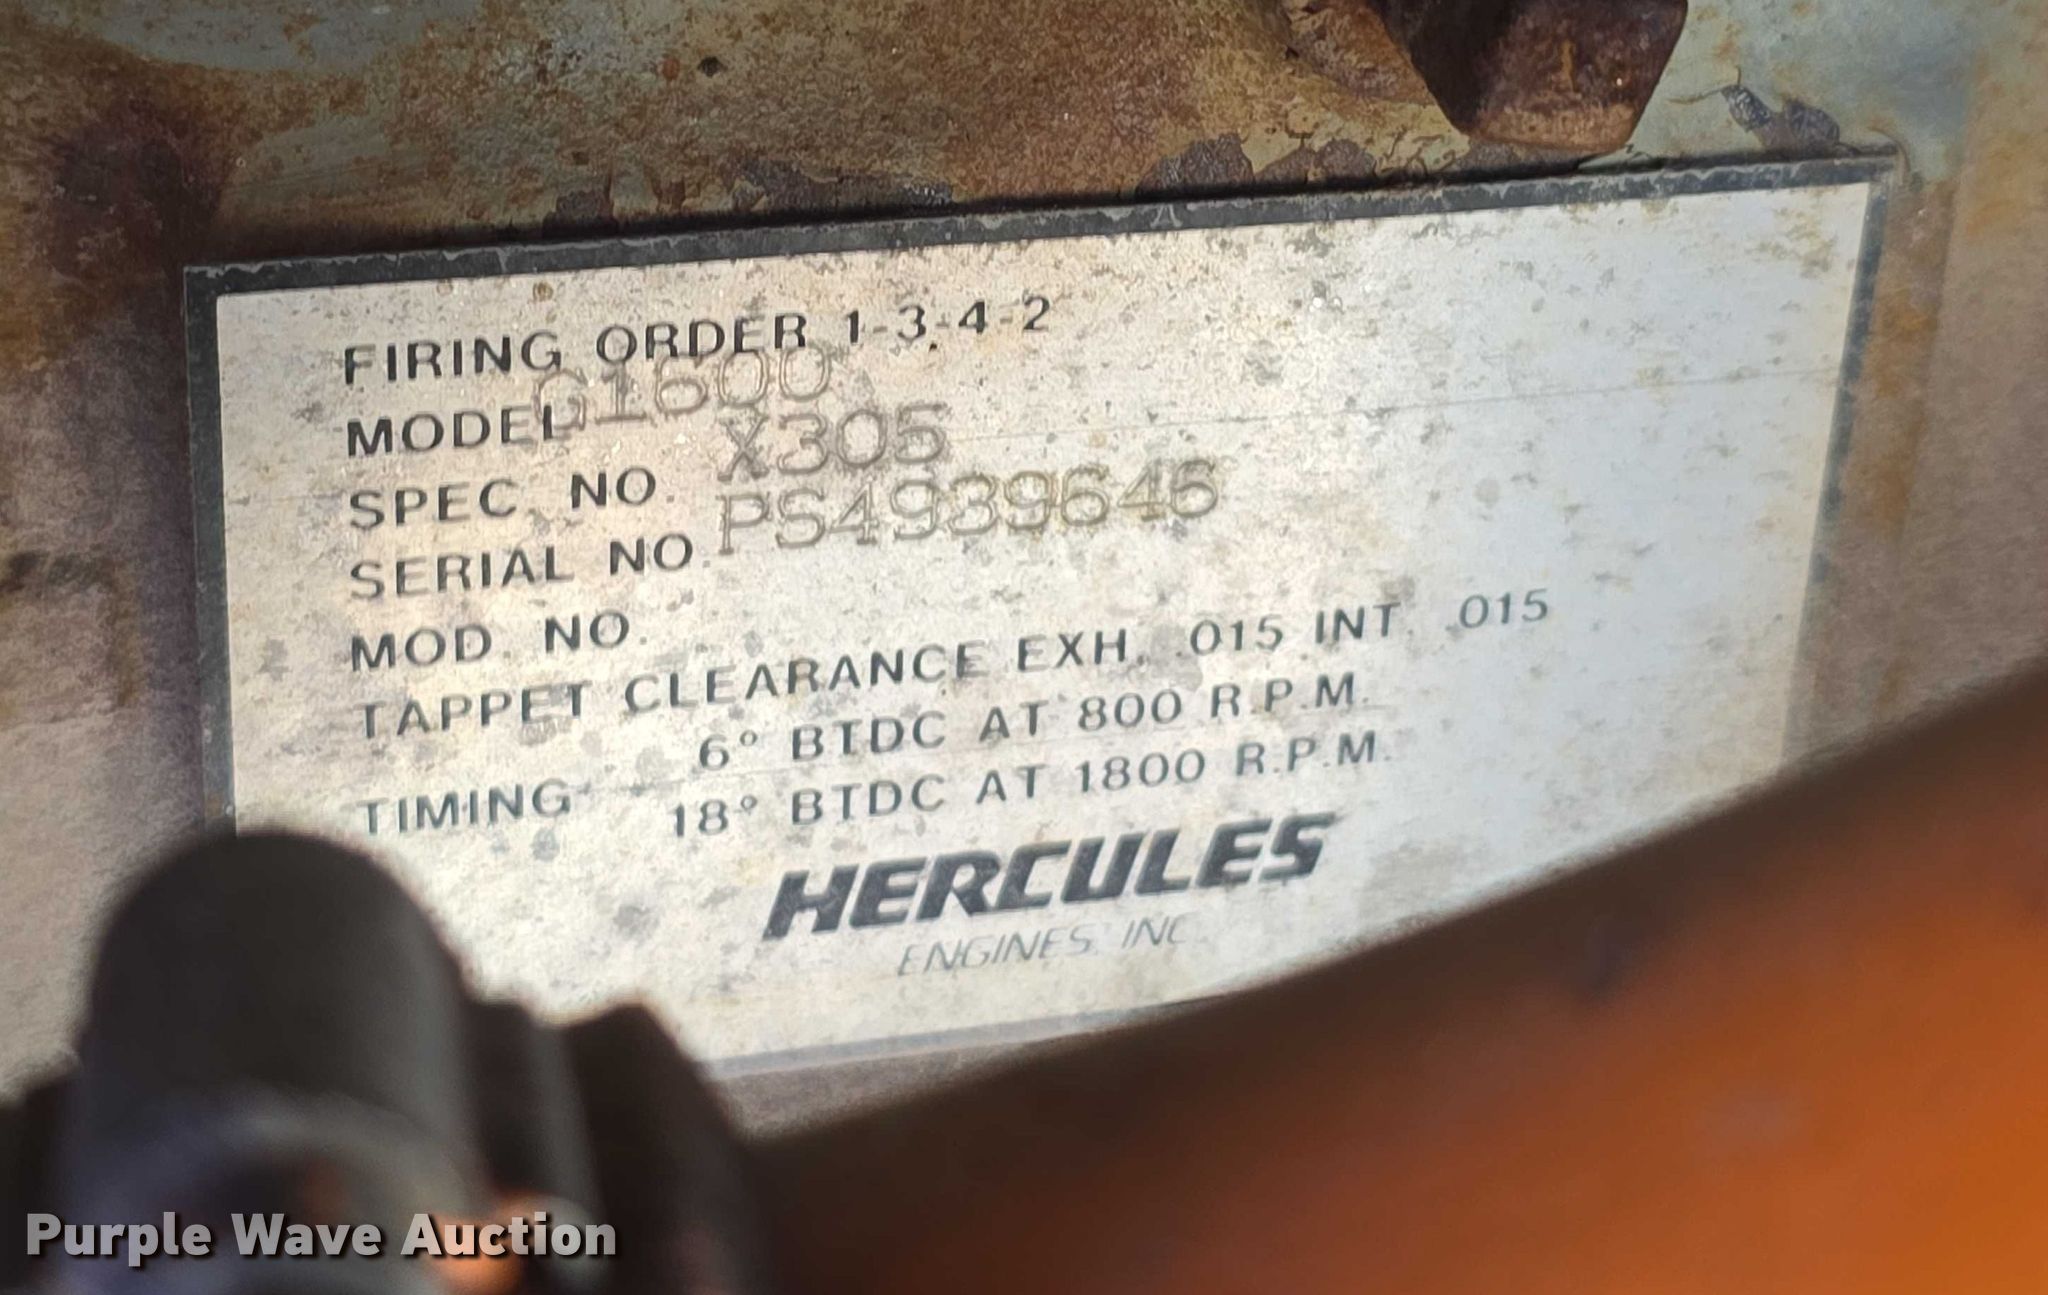 FIRING ORDER 1-3-4-2
MODEL G1600
SPEC. NO. X305
SERIAL NO. PS4939646
MOD. NO.
TAPPET CLEARANCE EXH. .015 INT. .015
6° BTDC AT 800 R.P.M.
TIMING 18° BTDC AT 1800 R.P.M.
HERCULES
ENGINES, INC.
Purple Wave Auction